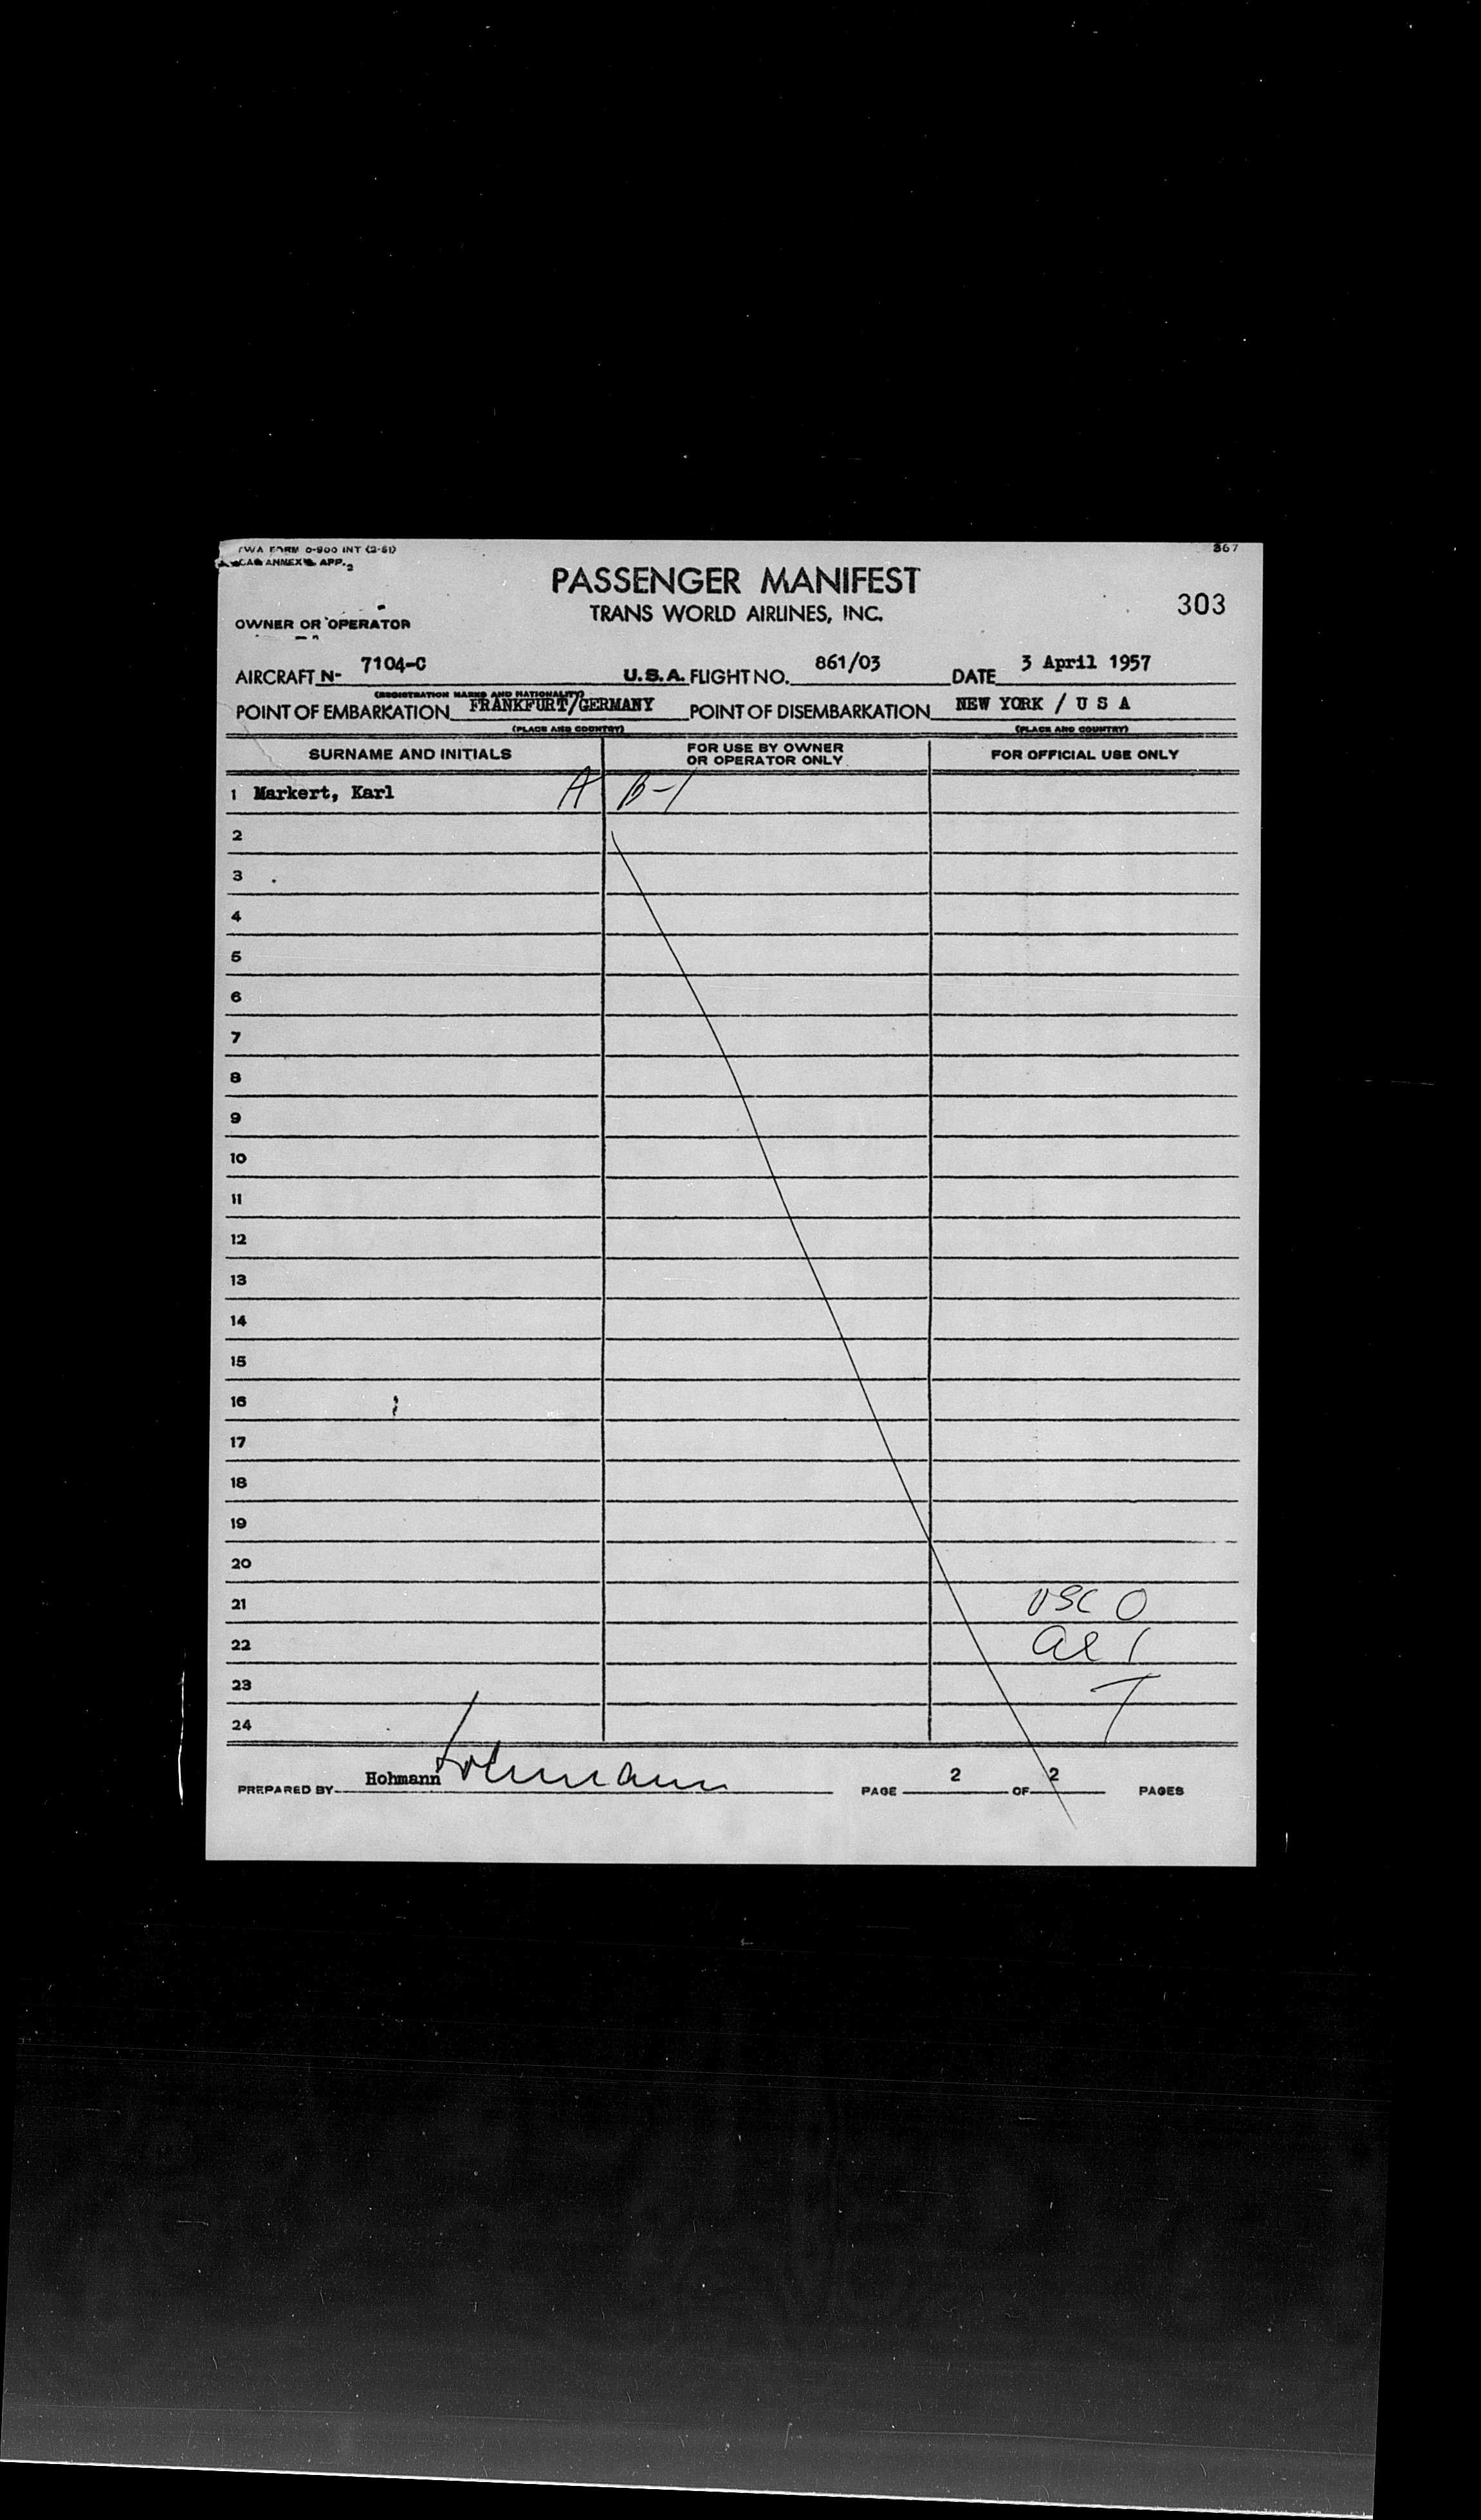 TWA FORM O-900 INT (2-51)
ANNEX APP. 2
367
PASSENGER MANIFEST
303
TRANS WORLD AIRLINES, INC.
OWNER OR OPERATOR
AIRCRAFT N- 7104-C U.S.A. FLIGHT NO. 861/03 DATE 3 April 1957
(REGISTRATION MARKS AND NATIONALITY)
POINT OF EMBARKATION FRANKFURT/GERMANY POINT OF DISEMBARKATION NEW YORK / U S A
(PLACE AND COUNTRY) (PLACE AND COUNTRY)
SURNAME AND INITIALS FOR USE BY OWNER OR OPERATOR ONLY FOR OFFICIAL USE ONLY
1 Markert, Karl A B-1
2
3
4
5
6
7
8
9
10
11
12
13
14
15
16
17
18
19
20
21 USC 0
22 al 1
23
24
PREPARED BY Hohmann Hohmann PAGE 2 OF 2 PAGES